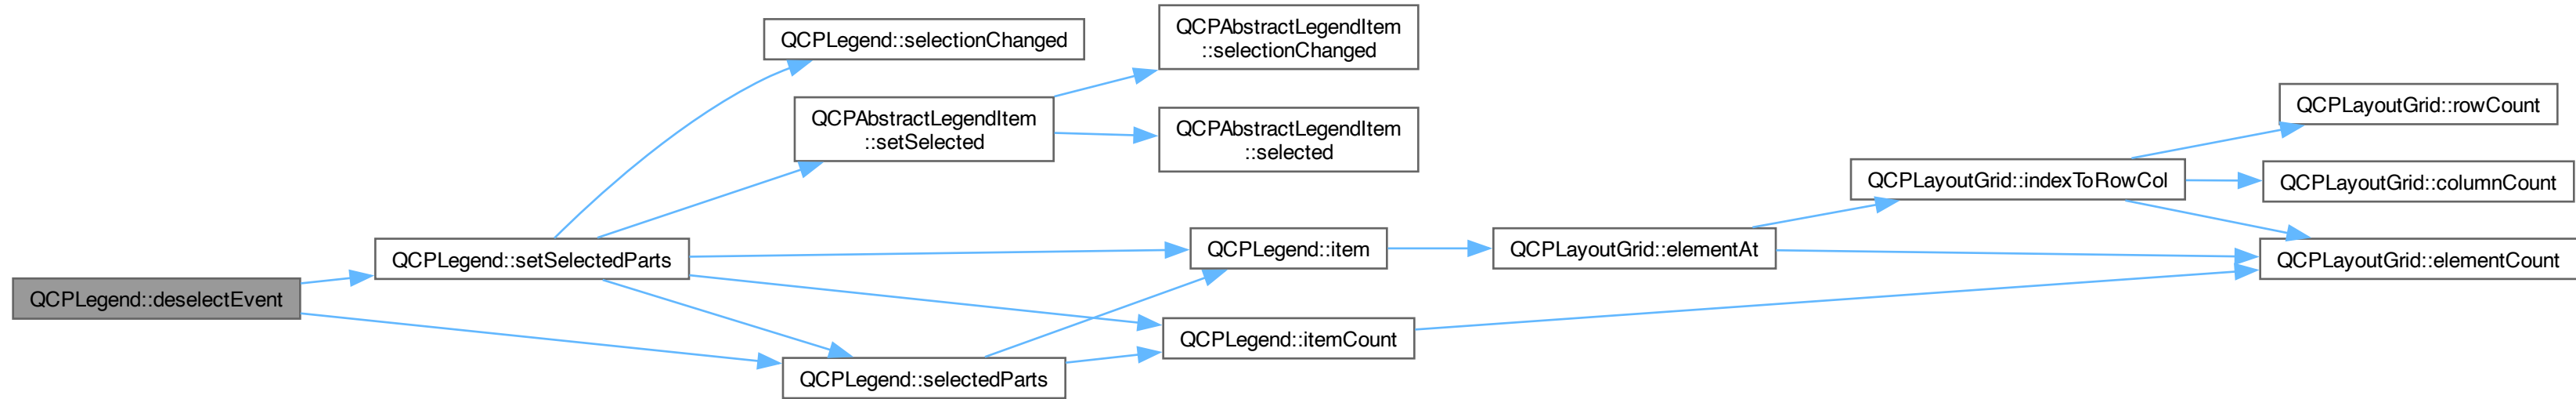 QCPLegend::deselectEvent
QCPLegend::setSelectedParts
QCPLegend::selectionChanged
QCPAbstractLegendItem
::setSelected
QCPLegend::selectedParts
QCPAbstractLegendItem
::selectionChanged
QCPAbstractLegendItem
::selected
QCPLegend::item
QCPLegend::itemCount
QCPLayoutGrid::elementAt
QCPLayoutGrid::indexToRowCol
QCPLayoutGrid::rowCount
QCPLayoutGrid::columnCount
QCPLayoutGrid::elementCount